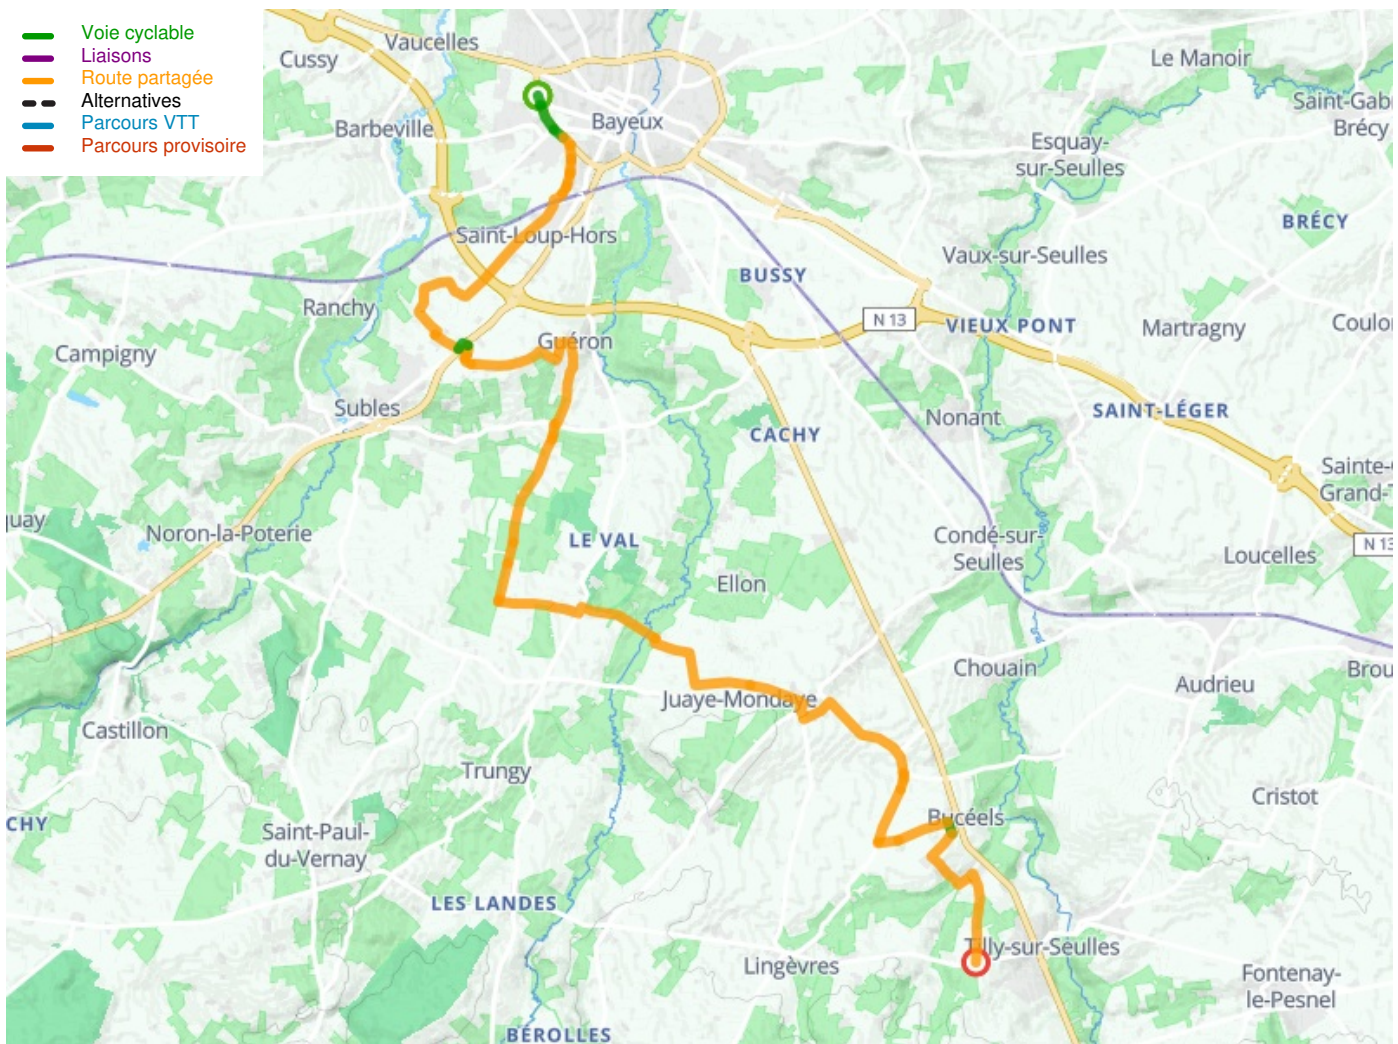 Voie cyclable
Liaisons
Route partagée
Alternatives
Parcours VTT
Parcours provisoire
Vaucelles
Cussy
Le Manoir
Saint-Gabr
Brécy
Barbeville
Bayeux
Esquay-
sur-Seulles
BRÉCY
Saint-Loup-Hors
Vaux-sur-Seulles
BUSSY
Ranchy
N 13
VIEUX PONT
Martragny
Coulo
Campigny
Guéron
Subles
SAINT-LÉGER
Nonant
CACHY
Sainte-
Grand-
quay
Noron-la-Poterie
LE VAL
Condé-sur-
Seulles
N 13
Loucelles
Ellon
Chouain
Audrieu
Brou
Juaye-Mondaye
Castillon
Trungy
Cristot
CHY
Bucéels
Saint-Paul-
du-Vernay
LES LANDES
Tilly-sur-Seulles
Lingèvres
Fontenay-
le-Pesnel
BÉROLLES